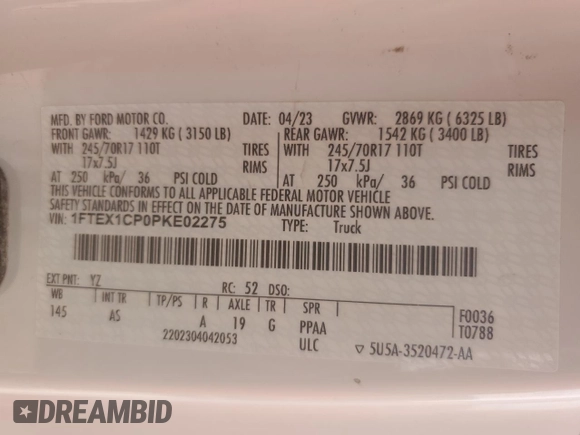 MFD. BY FORD MOTOR CO. DATE: 04/23 GVWR: 2869 KG ( 6325 LB)
FRONT GAWR: 1429 KG ( 3150 LB) REAR GAWR: 1542 KG ( 3400 LB)
WITH 245/70R17 110T TIRES WITH 245/70R17 110T TIRES
17x7.5J RIMS 17x7.5J RIMS
AT 250 kPa/ 36 PSI COLD AT 250 kPa/ 36 PSI COLD
THIS VEHICLE CONFORMS TO ALL APPLICABLE FEDERAL MOTOR VEHICLE
SAFETY STANDARDS IN EFFECT ON THE DATE OF MANUFACTURE SHOWN ABOVE.
VIN: 1FTEX1CP0PKE02275 TYPE: Truck
EXT PNT: YZ RC: 52 DSO:
WB INT TR TP/PS R AXLE TR SPR F0036
145 AS A 19 G PPAA T0788
2202304042053 ULC ▽ 5U5A-3520472-AA
DREAMBID